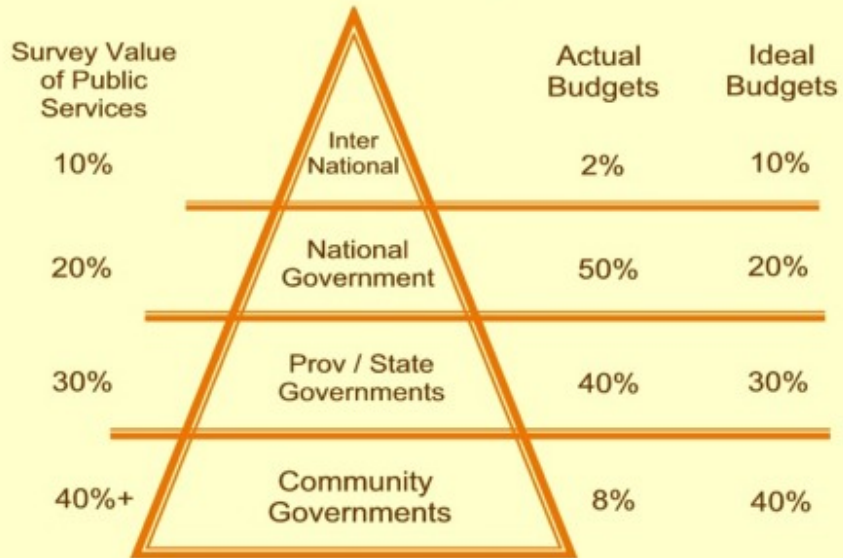 Survey Value
of Public
Services
Actual
Budgets
Ideal
Budgets
10%
Inter
National
2%
10%
20%
National
Government
50%
20%
30%
Prov / State
Governments
40%
30%
40%+
Community
Governments
8%
40%